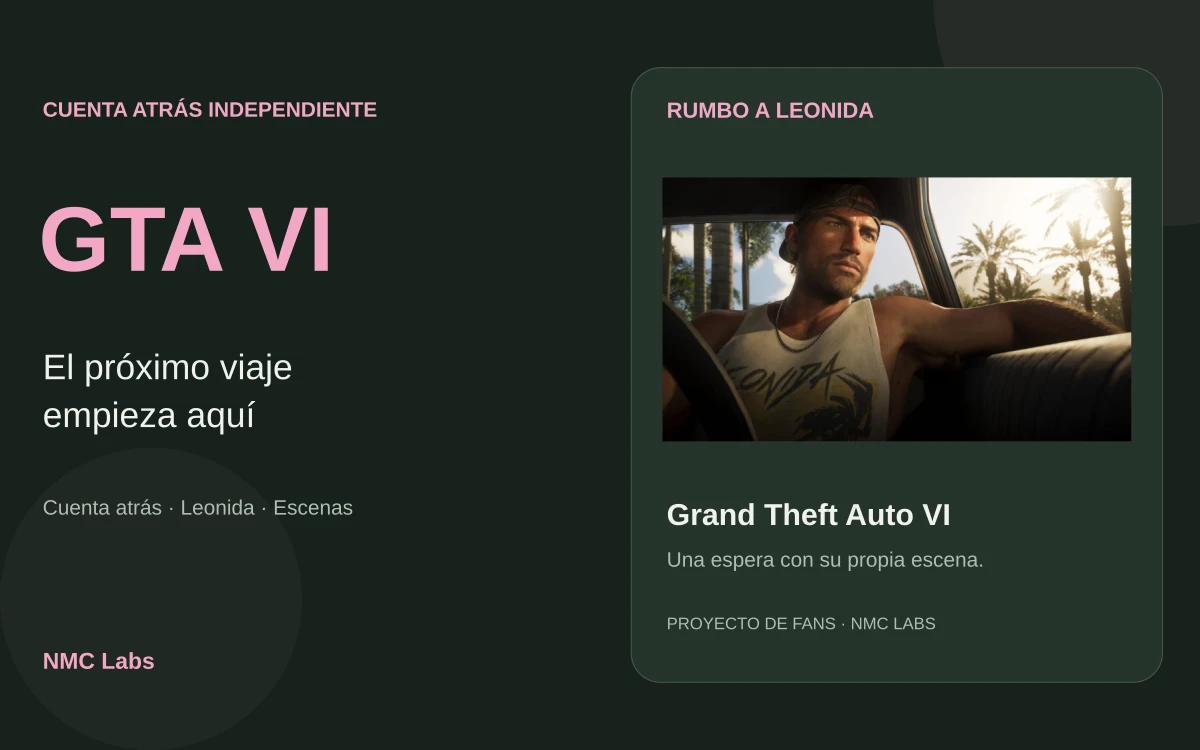 CUENTA ATRÁS INDEPENDIENTE
GTA VI
El próximo viaje
empieza aquí
Cuenta atrás · Leonida · Escenas
NMC Labs
RUMBO A LEONIDA
LEONIDA
Grand Theft Auto VI
Una espera con su propia escena.
PROYECTO DE FANS · NMC LABS